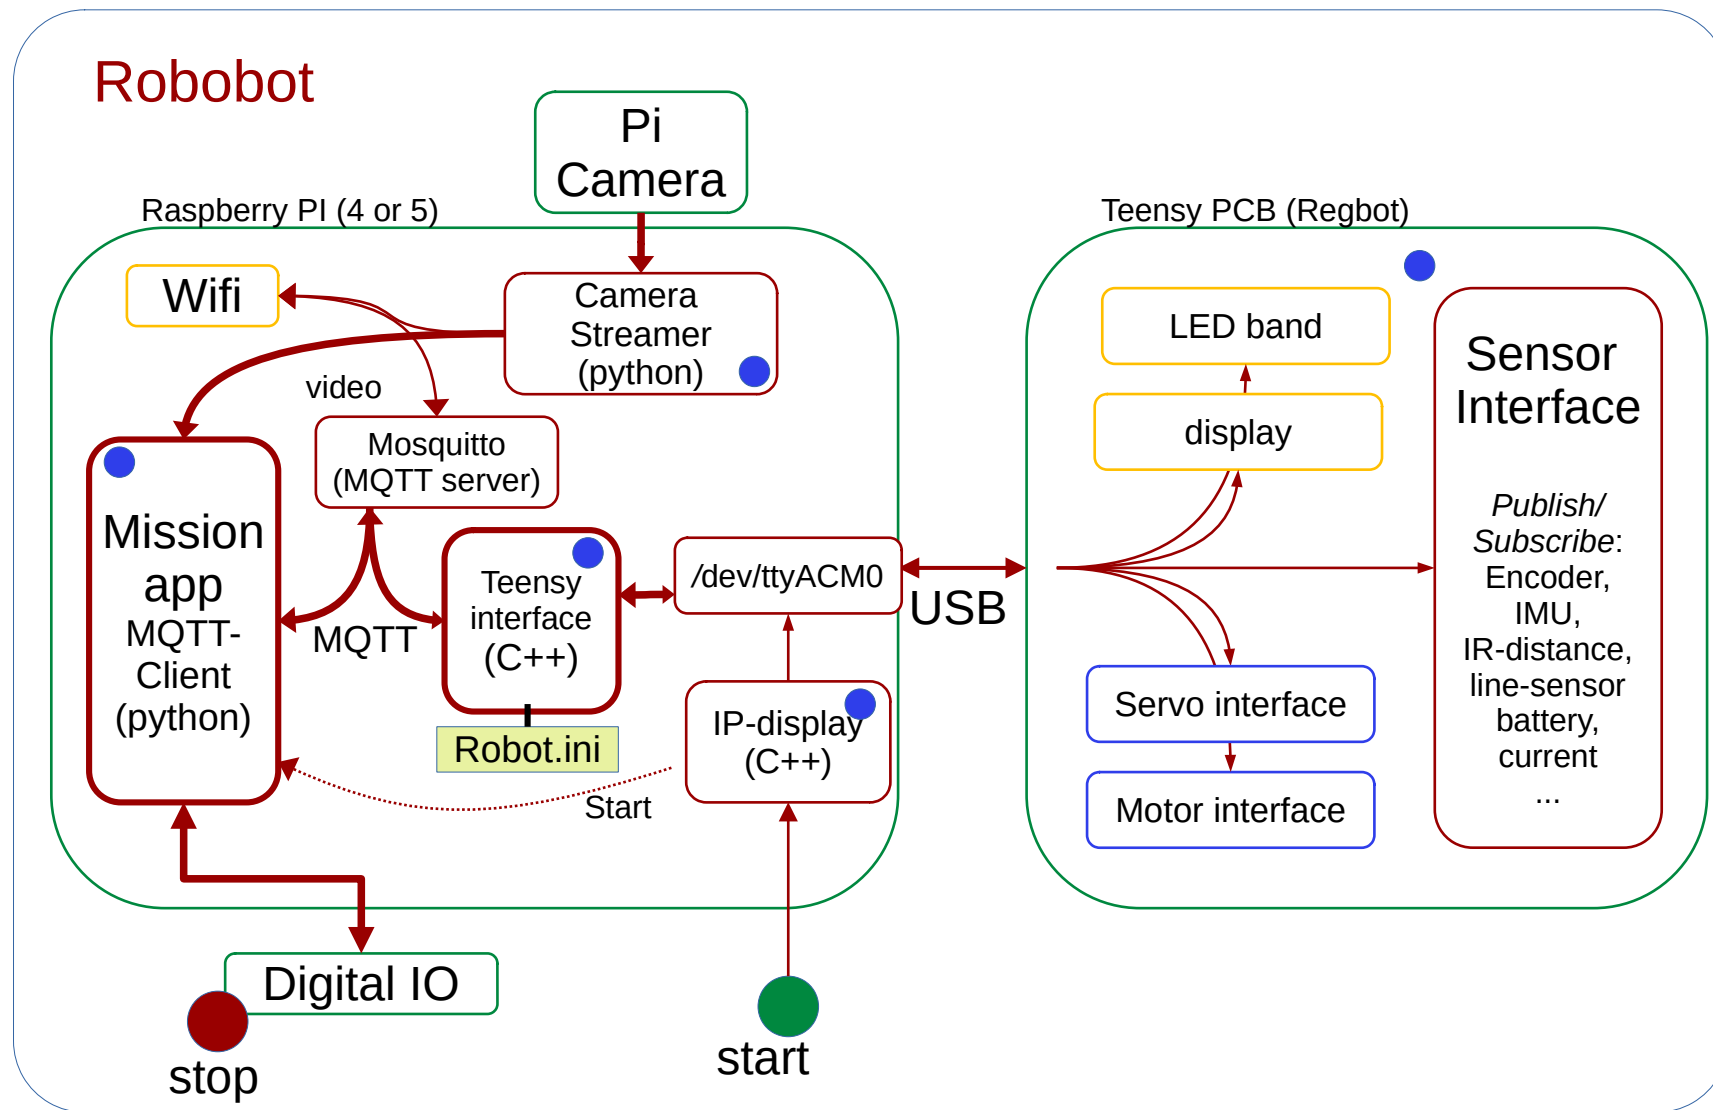 Robobot
Pi
Camera
Raspberry PI (4 or 5)
Teensy PCB (Regbot)
Wifi
Camera
Streamer
(python)
video
Mosquitto
(MQTT server)
Mission
app
MQTT-
Client
(python)
MQTT
Teensy
interface
(C++)
Robot.ini
/dev/ttyACM0
USB
IP-display
(C++)
Start
Digital IO
stop
start
LED band
display
Servo interface
Motor interface
Sensor
Interface
Publish/
Subscribe:
Encoder,
IMU,
IR-distance,
line-sensor
battery,
current
...